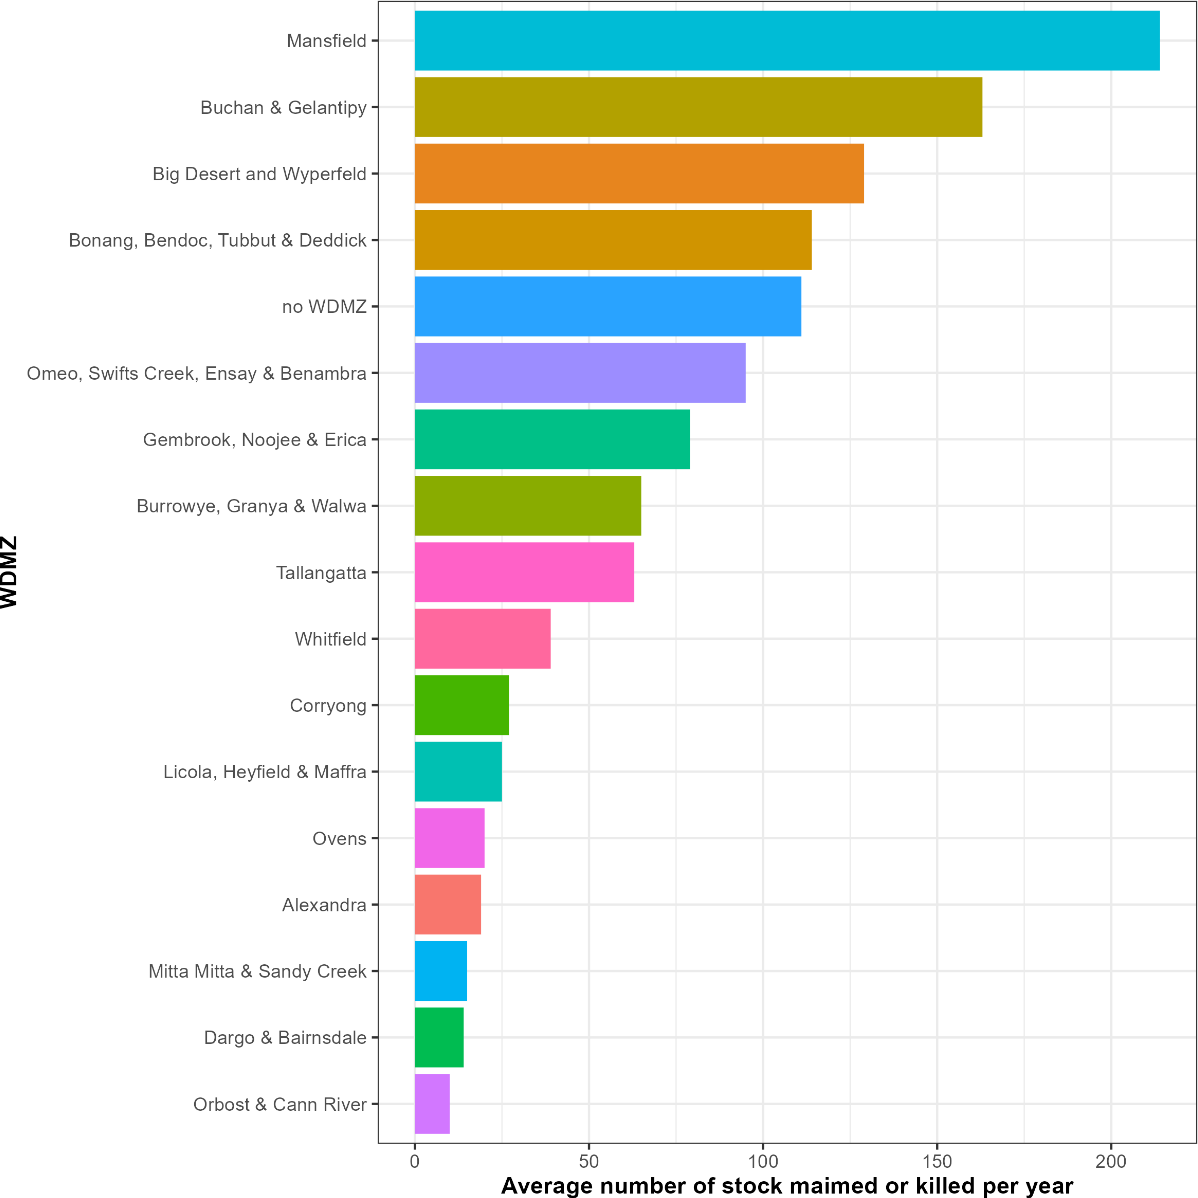 Mansfield
Buchan & Gelantipy
Big Desert and Wyperfeld
Bonang, Bendoc, Tubbut & Deddick
no WDMZ
Omeo, Swifts Creek, Ensay & Benambra
Gembrook, Noojee & Erica
Burrowye, Granya & Walwa
Tallangatta
Whitfield
Corryong
Licola, Heyfield & Maffra
Ovens
Alexandra
Mitta Mitta & Sandy Creek
Dargo & Bairnsdale
Orbost & Cann River
WDMZ
0 50 100 150 200
Average number of stock maimed or killed per year